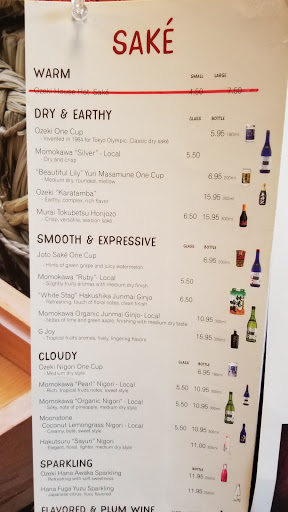 SAKÉ
WARM SMALL LARGE
Ozeki House Hot Saké 4.50 7.50
DRY & EARTHY GLASS BOTTLE
Ozeki One Cup 5.95 180ml
- Invented in 1964 for Tokyo Olympic. Classic dry saké
Momokawa "Silver" - Local 5.50
- Dry and crisp
"Beautiful Lily" Yuri Masamune One Cup 6.95
- Medium dry, rounded, mellow
Ozeki "Karatamba" 15.95
- Earthy, complex, rich flavor
Murai Tokubetsu Honjozo 6.50 15.95
- Crisp, versatile, session saké
SMOOTH & EXPRESSIVE GLASS BOTTLE
Joto Saké One Cup 6.95
- Hints of green grape and juicy watermelon
Momokawa "Ruby" - Local 5.50
- Slightly fruity aromas with medium dry finish
"White Stag" Hakushika Junmai Ginjo 6.50
- Refreshing, touch of floral notes, clean finish
Momokawa Organic Junmai Ginjo - Local 10.95
- Notes of lime and green apple, finishing with medium dry taste
G Joy 15.95
- Tropical fruits aromas, lively, lingering flavors
CLOUDY GLASS BOTTLE
Ozeki Nigori One Cup 5.95
- Medium dry style
Momokawa "Pearl" Nigori - Local 5.50 10.95
- Rich, tropical fruits notes, sweet style
Momokawa "Organic" Nigori - Local 5.50 10.95
- Silky, note of pineapple, medium dry style
Moonstone
Coconut Lemongrass Nigori - Local 5.50 10.95
- Creamy, bold, sweet style
Hakutsuru "Sayuri" Nigori 11.00
- Elegant, floral, lighter, medium dry style
SPARKLING BOTTLE
Ozeki Hana Awaka Sparkling 11.95
- Refreshing with soft sweetness
Hana Fuga Yuzu Sparkling 11.95
- Japanese citrus, Yuzu flavored
FLAVORED & PLUM WINE